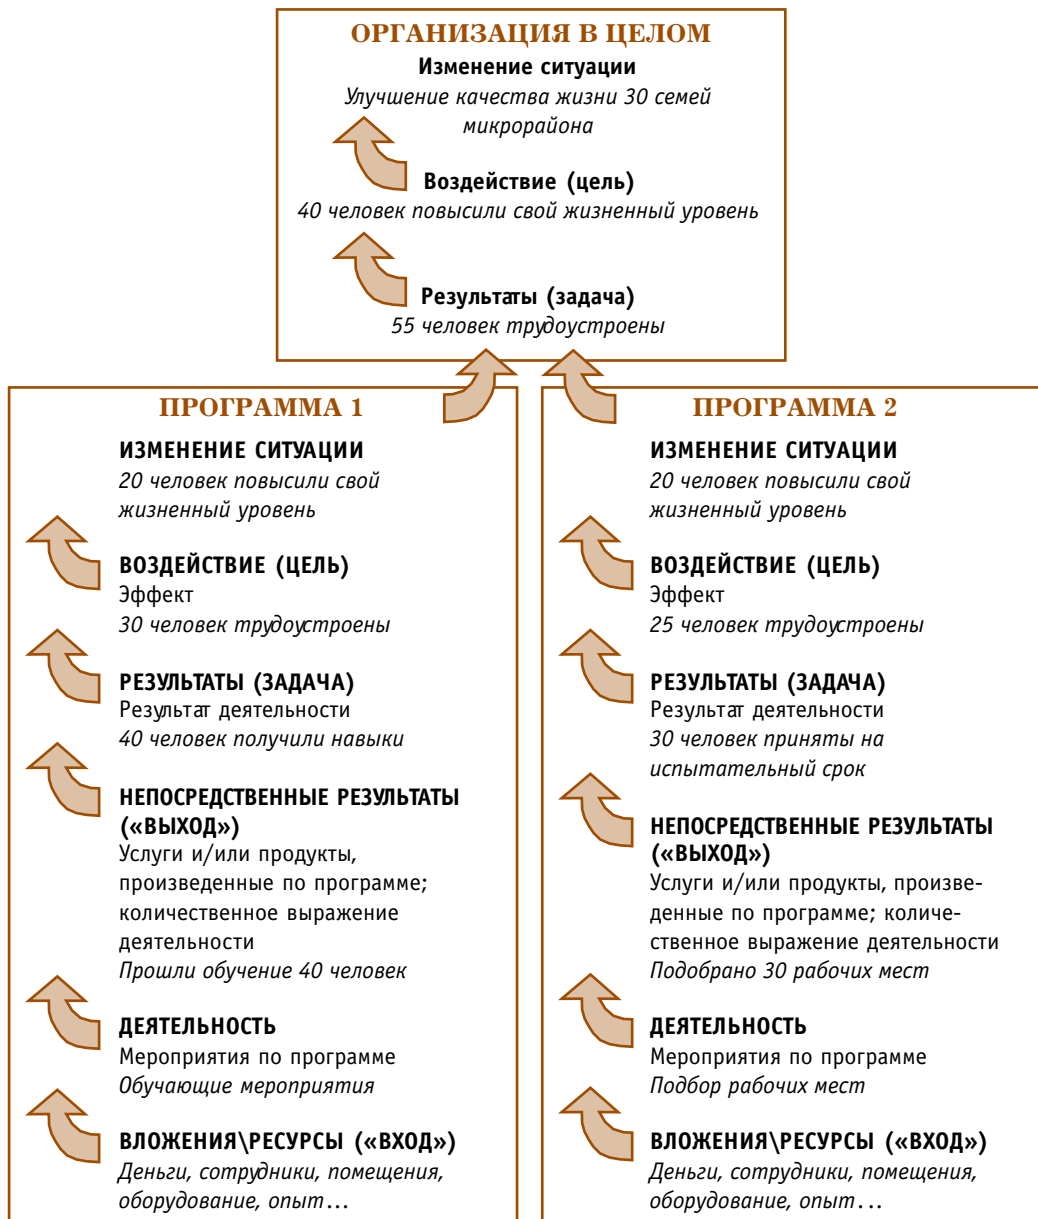 ОРГАНИЗАЦИЯ В ЦЕЛОМ
Изменение ситуации
Улучшение качества жизни 30 семей
микрорайона
Воздействие (цель)
40 человек повысили свой жизненный уровень
Результаты (задача)
55 человек трудоустроены
ПРОГРАММА 1
ИЗМЕНЕНИЕ СИТУАЦИИ
20 человек повысили свой
жизненный уровень
ВОЗДЕЙСТВИЕ (ЦЕЛЬ)
Эффект
30 человек трудоустроены
РЕЗУЛЬТАТЫ (ЗАДАЧА)
Результат деятельности
40 человек получили навыки
НЕПОСРЕДСТВЕННЫЕ РЕЗУЛЬТАТЫ
(«ВЫХОД»)
Услуги и/или продукты,
произведенные по программе;
количественное выражение
деятельности
Прошли обучение 40 человек
ДЕЯТЕЛЬНОСТЬ
Мероприятия по программе
Обучающие мероприятия
ВЛОЖЕНИЯ\РЕСУРСЫ («ВХОД»)
Деньги, сотрудники, помещения,
оборудование, опыт...
ПРОГРАММА 2
ИЗМЕНЕНИЕ СИТУАЦИИ
20 человек повысили свой
жизненный уровень
ВОЗДЕЙСТВИЕ (ЦЕЛЬ)
Эффект
25 человек трудоустроены
РЕЗУЛЬТАТЫ (ЗАДАЧА)
Результат деятельности
30 человек приняты на
испытательный срок
НЕПОСРЕДСТВЕННЫЕ РЕЗУЛЬТАТЫ
(«ВЫХОД»)
Услуги и/или продукты, произве-
денные по программе; количе-
ственное выражение деятельности
Подобрано 30 рабочих мест
ДЕЯТЕЛЬНОСТЬ
Мероприятия по программе
Подбор рабочих мест
ВЛОЖЕНИЯ\РЕСУРСЫ («ВХОД»)
Деньги, сотрудники, помещения,
оборудование, опыт...